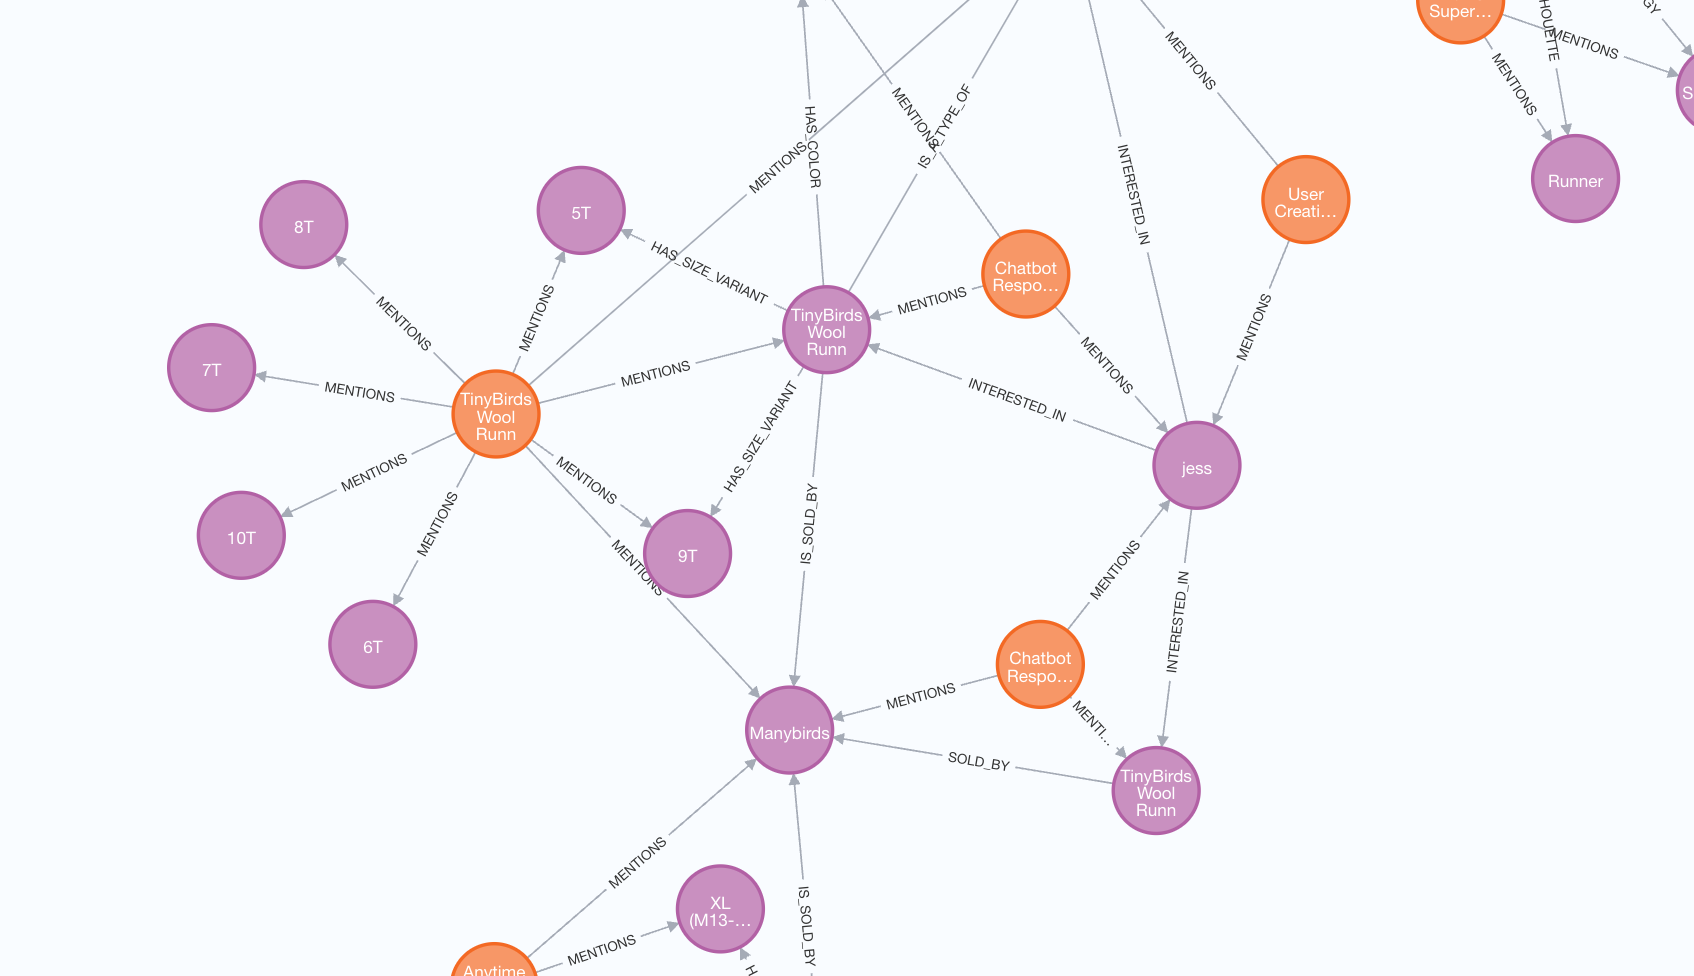 Super...
HOUETTE
GY
MENTIONS
MENTIONS
MENTIONS
S
Runner
HAS_COLOR
MENTIONS
IS_A_TYPE_OF
MENTIONS
INTERESTED_IN
User
Creati...
8T
5T
HAS_SIZE_VARIANT
Chatbot
Respo...
MENTIONS
TinyBirds
Wool
Runn
MENTIONS
MENTIONS
MENTIONS
MENTIONS
7T
MENTIONS
MENTIONS
INTERESTED_IN
TinyBirds
Wool
Runn
HAS_SIZE_VARIANT
jess
MENTIONS
MENTIONS
MENTIONS
10T
9T
IS_SOLD_BY
MENTIONS
MENTIONS
INTERESTED_IN
6T
Chatbot
Respo...
MENTIONS
MENTI...
Manybirds
SOLD_BY
TinyBirds
Wool
Runn
MENTIONS
XL
(M13-...
IS_SOLD_BY
MENTIONS
H
Anytime